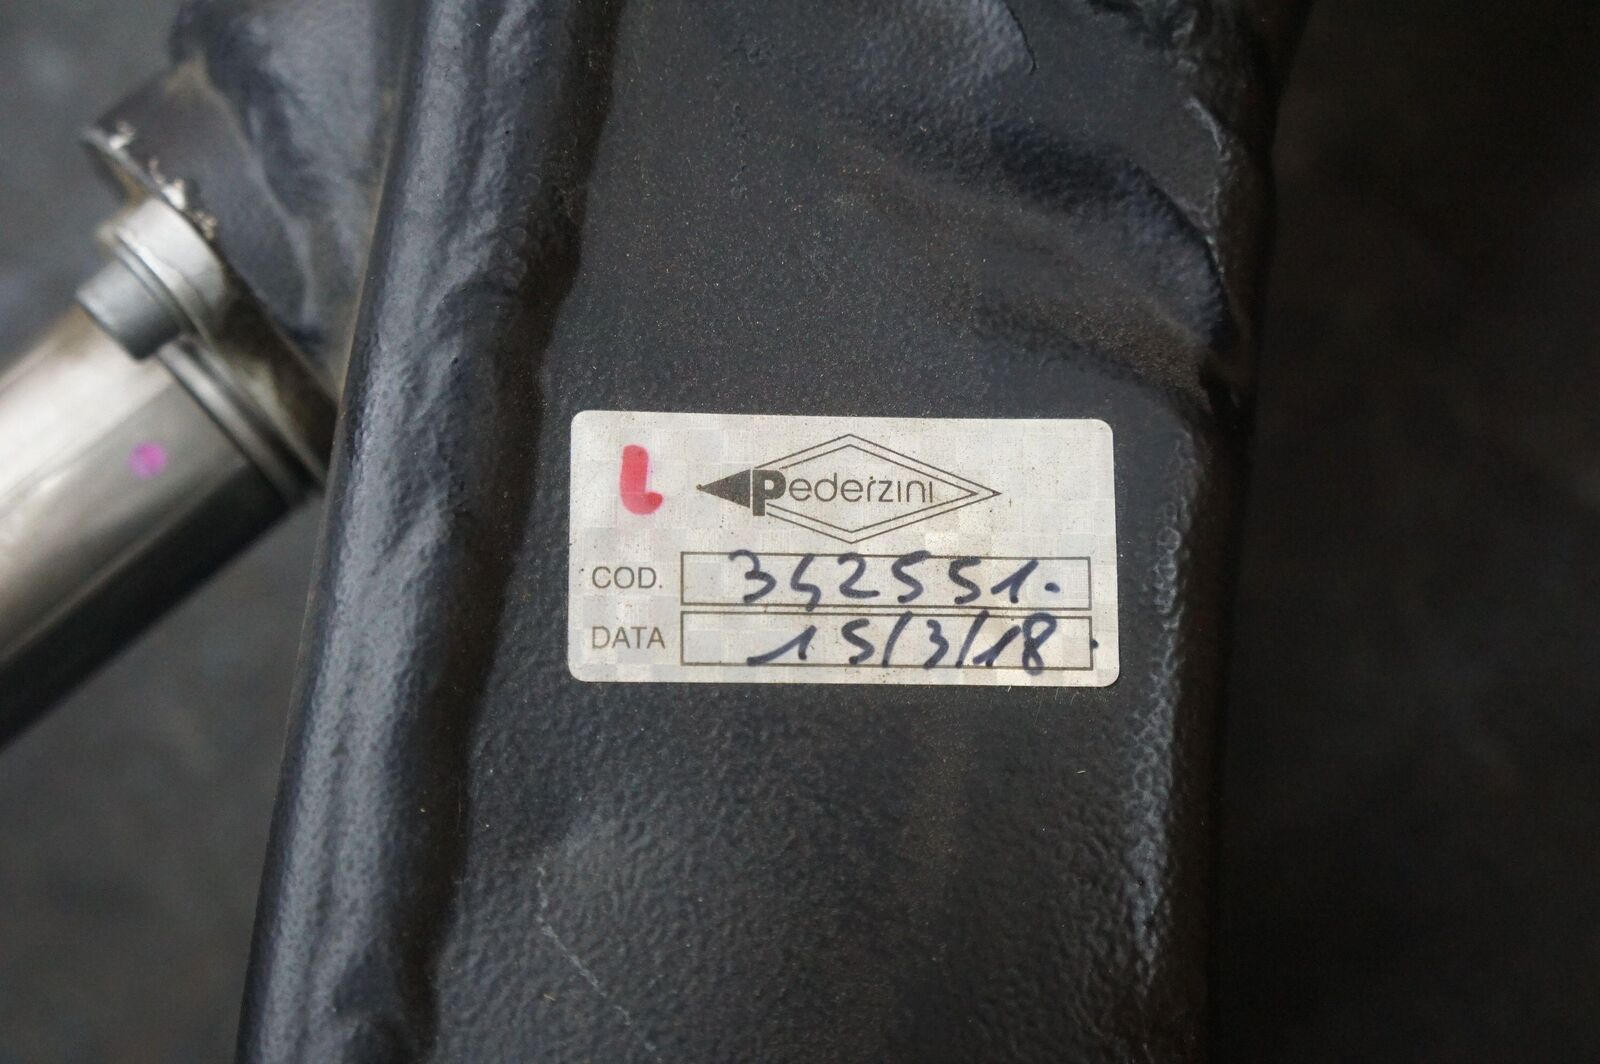 L Pederzini
COD. 342551.
DATA 15/3/18.